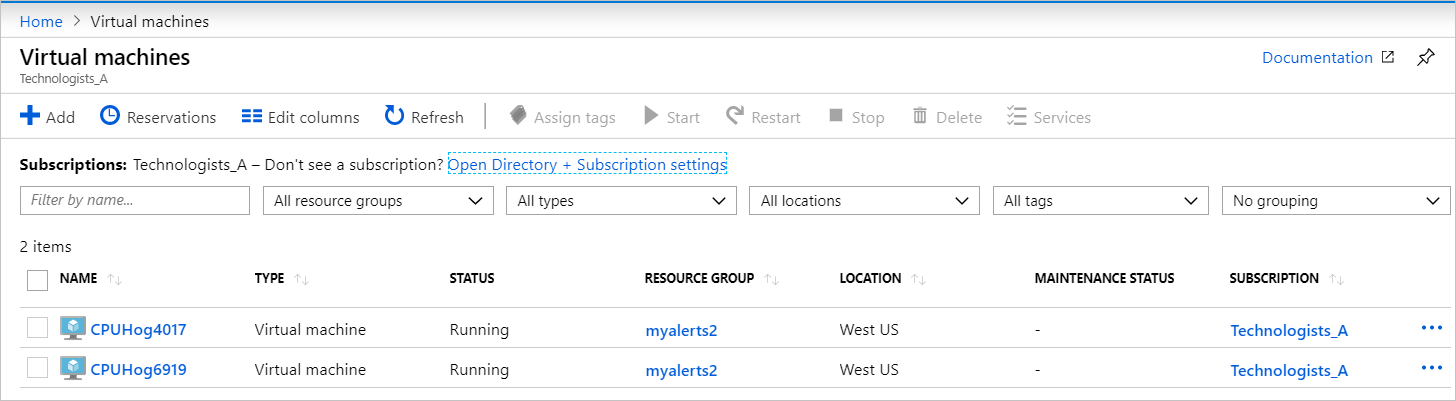 Home > Virtual machines
Virtual machines
Documentation
Technologists_A
Add Reservations Edit columns Refresh Assign tags Start Restart Stop Delete Services
Subscriptions: Technologists_A – Don't see a subscription? Open Directory + Subscription settings
Filter by name... All resource groups All types All locations All tags No grouping
2 items
NAME TYPE STATUS RESOURCE GROUP LOCATION MAINTENANCE STATUS SUBSCRIPTION
CPUHog4017 Virtual machine Running myalerts2 West US - Technologists_A
CPUHog6919 Virtual machine Running myalerts2 West US - Technologists_A